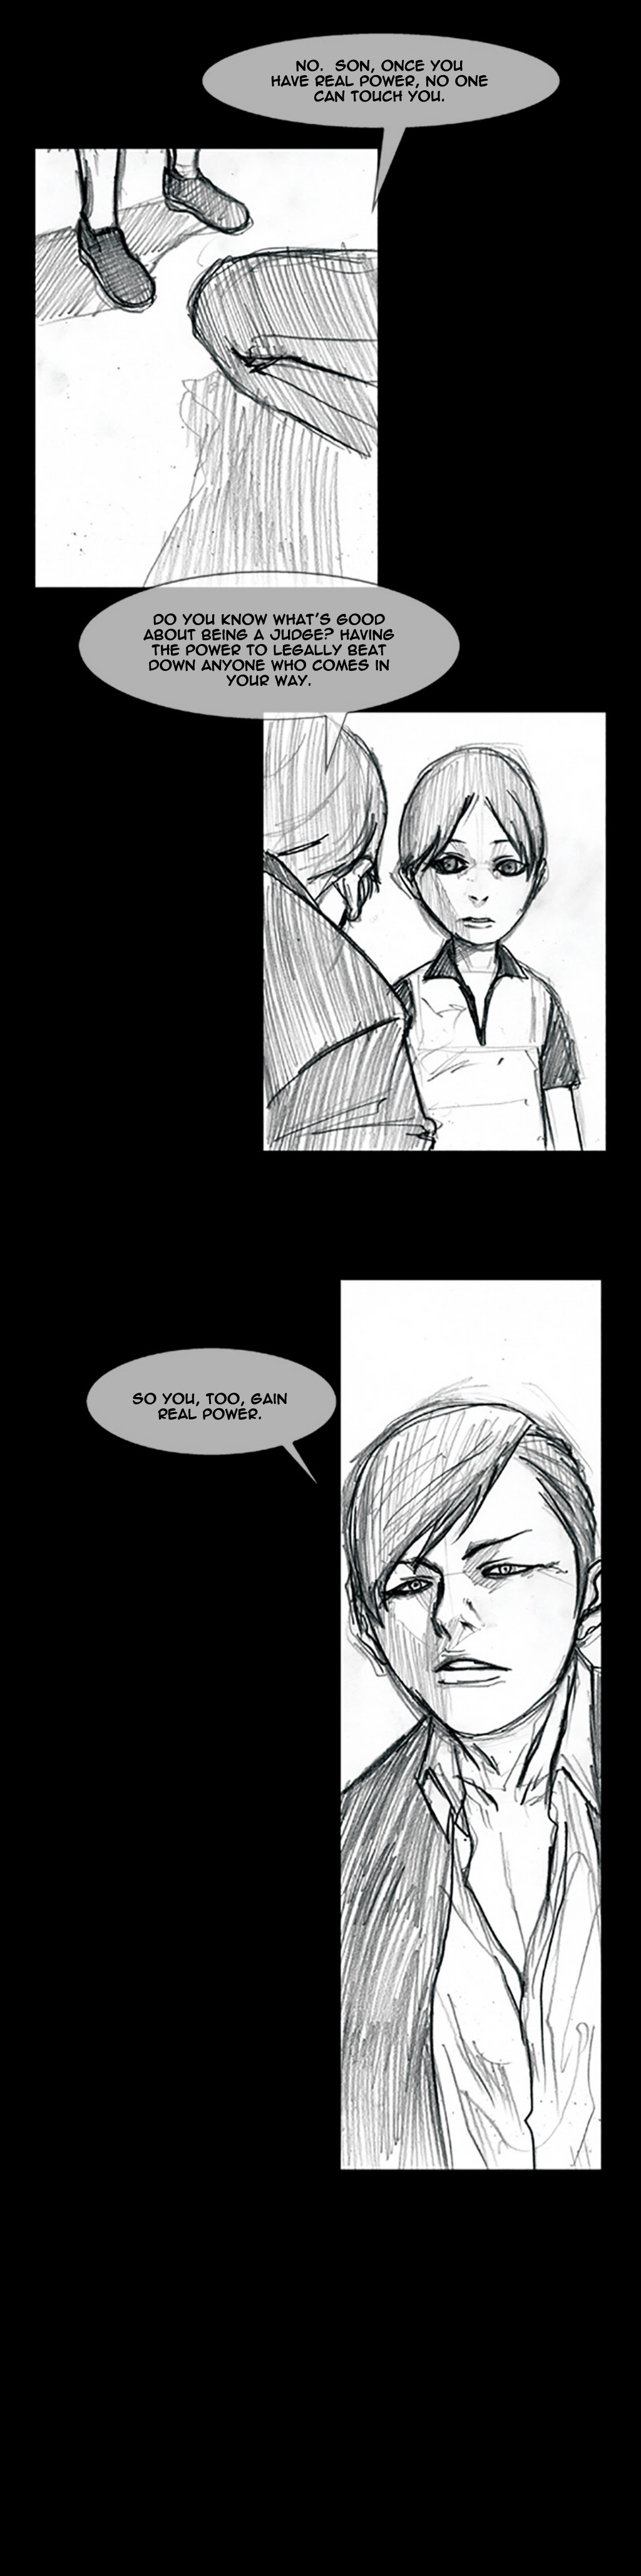 NO. SON, ONCE YOU
HAVE REAL POWER, NO ONE
CAN TOUCH YOU.
DO YOU KNOW WHAT'S GOOD
ABOUT BEING A JUDGE? HAVING
THE POWER TO LEGALLY BEAT
DOWN ANYONE WHO COMES IN
YOUR WAY.
SO YOU, TOO, GAIN
REAL POWER.